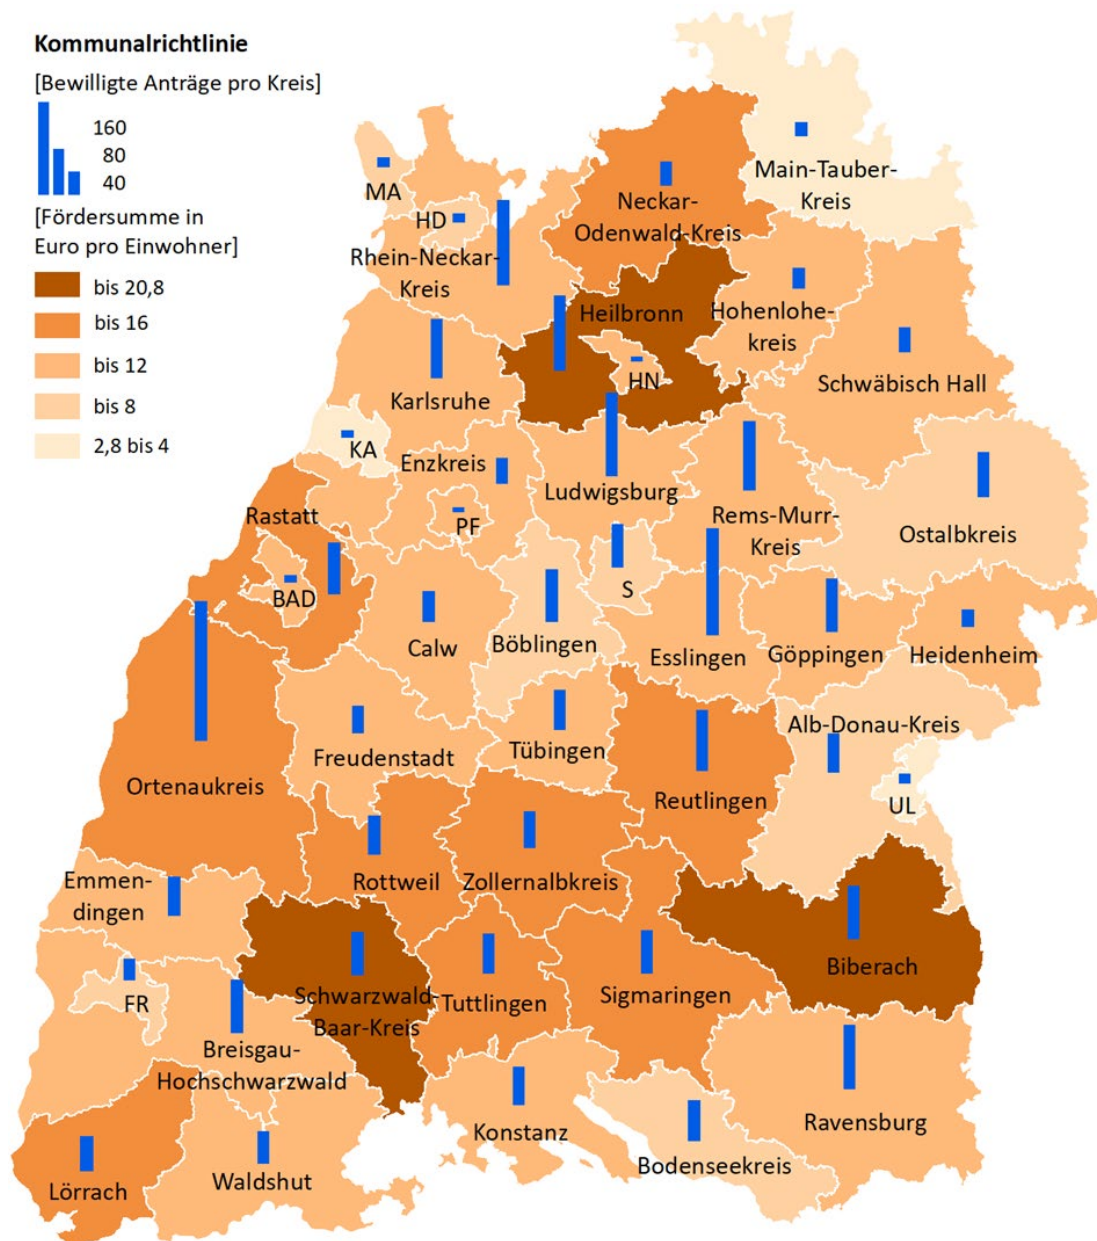 Kommunalrichtlinie
[Bewilligte Anträge pro Kreis]
160
80
40
[Fördersumme in
Euro pro Einwohner]
bis 20,8
bis 16
bis 12
bis 8
2,8 bis 4
Main-Tauber-
Kreis
MA
Neckar-
Odenwald-Kreis
HD
Rhein-Neckar-
Kreis
Heilbronn
Hohenlohe-
kreis
HN
Schwäbisch Hall
Karlsruhe
KA
Enzkreis
Ludwigsburg
Rems-Murr-
Kreis
Ostalbkreis
Rastatt
PF
BAD
S
Calw
Böblingen
Esslingen
Göppingen
Heidenheim
Alb-Donau-Kreis
Freudenstadt
Tübingen
Ortenaukreis
Reutlingen
UL
Rottweil
Zollernalbkreis
Emmen-
dingen
Biberach
Schwarzwald-
Baar-Kreis
Tuttlingen
Sigmaringen
FR
Breisgau-
Hochschwarzwald
Konstanz
Ravensburg
Bodenseekreis
Lörrach
Waldshut